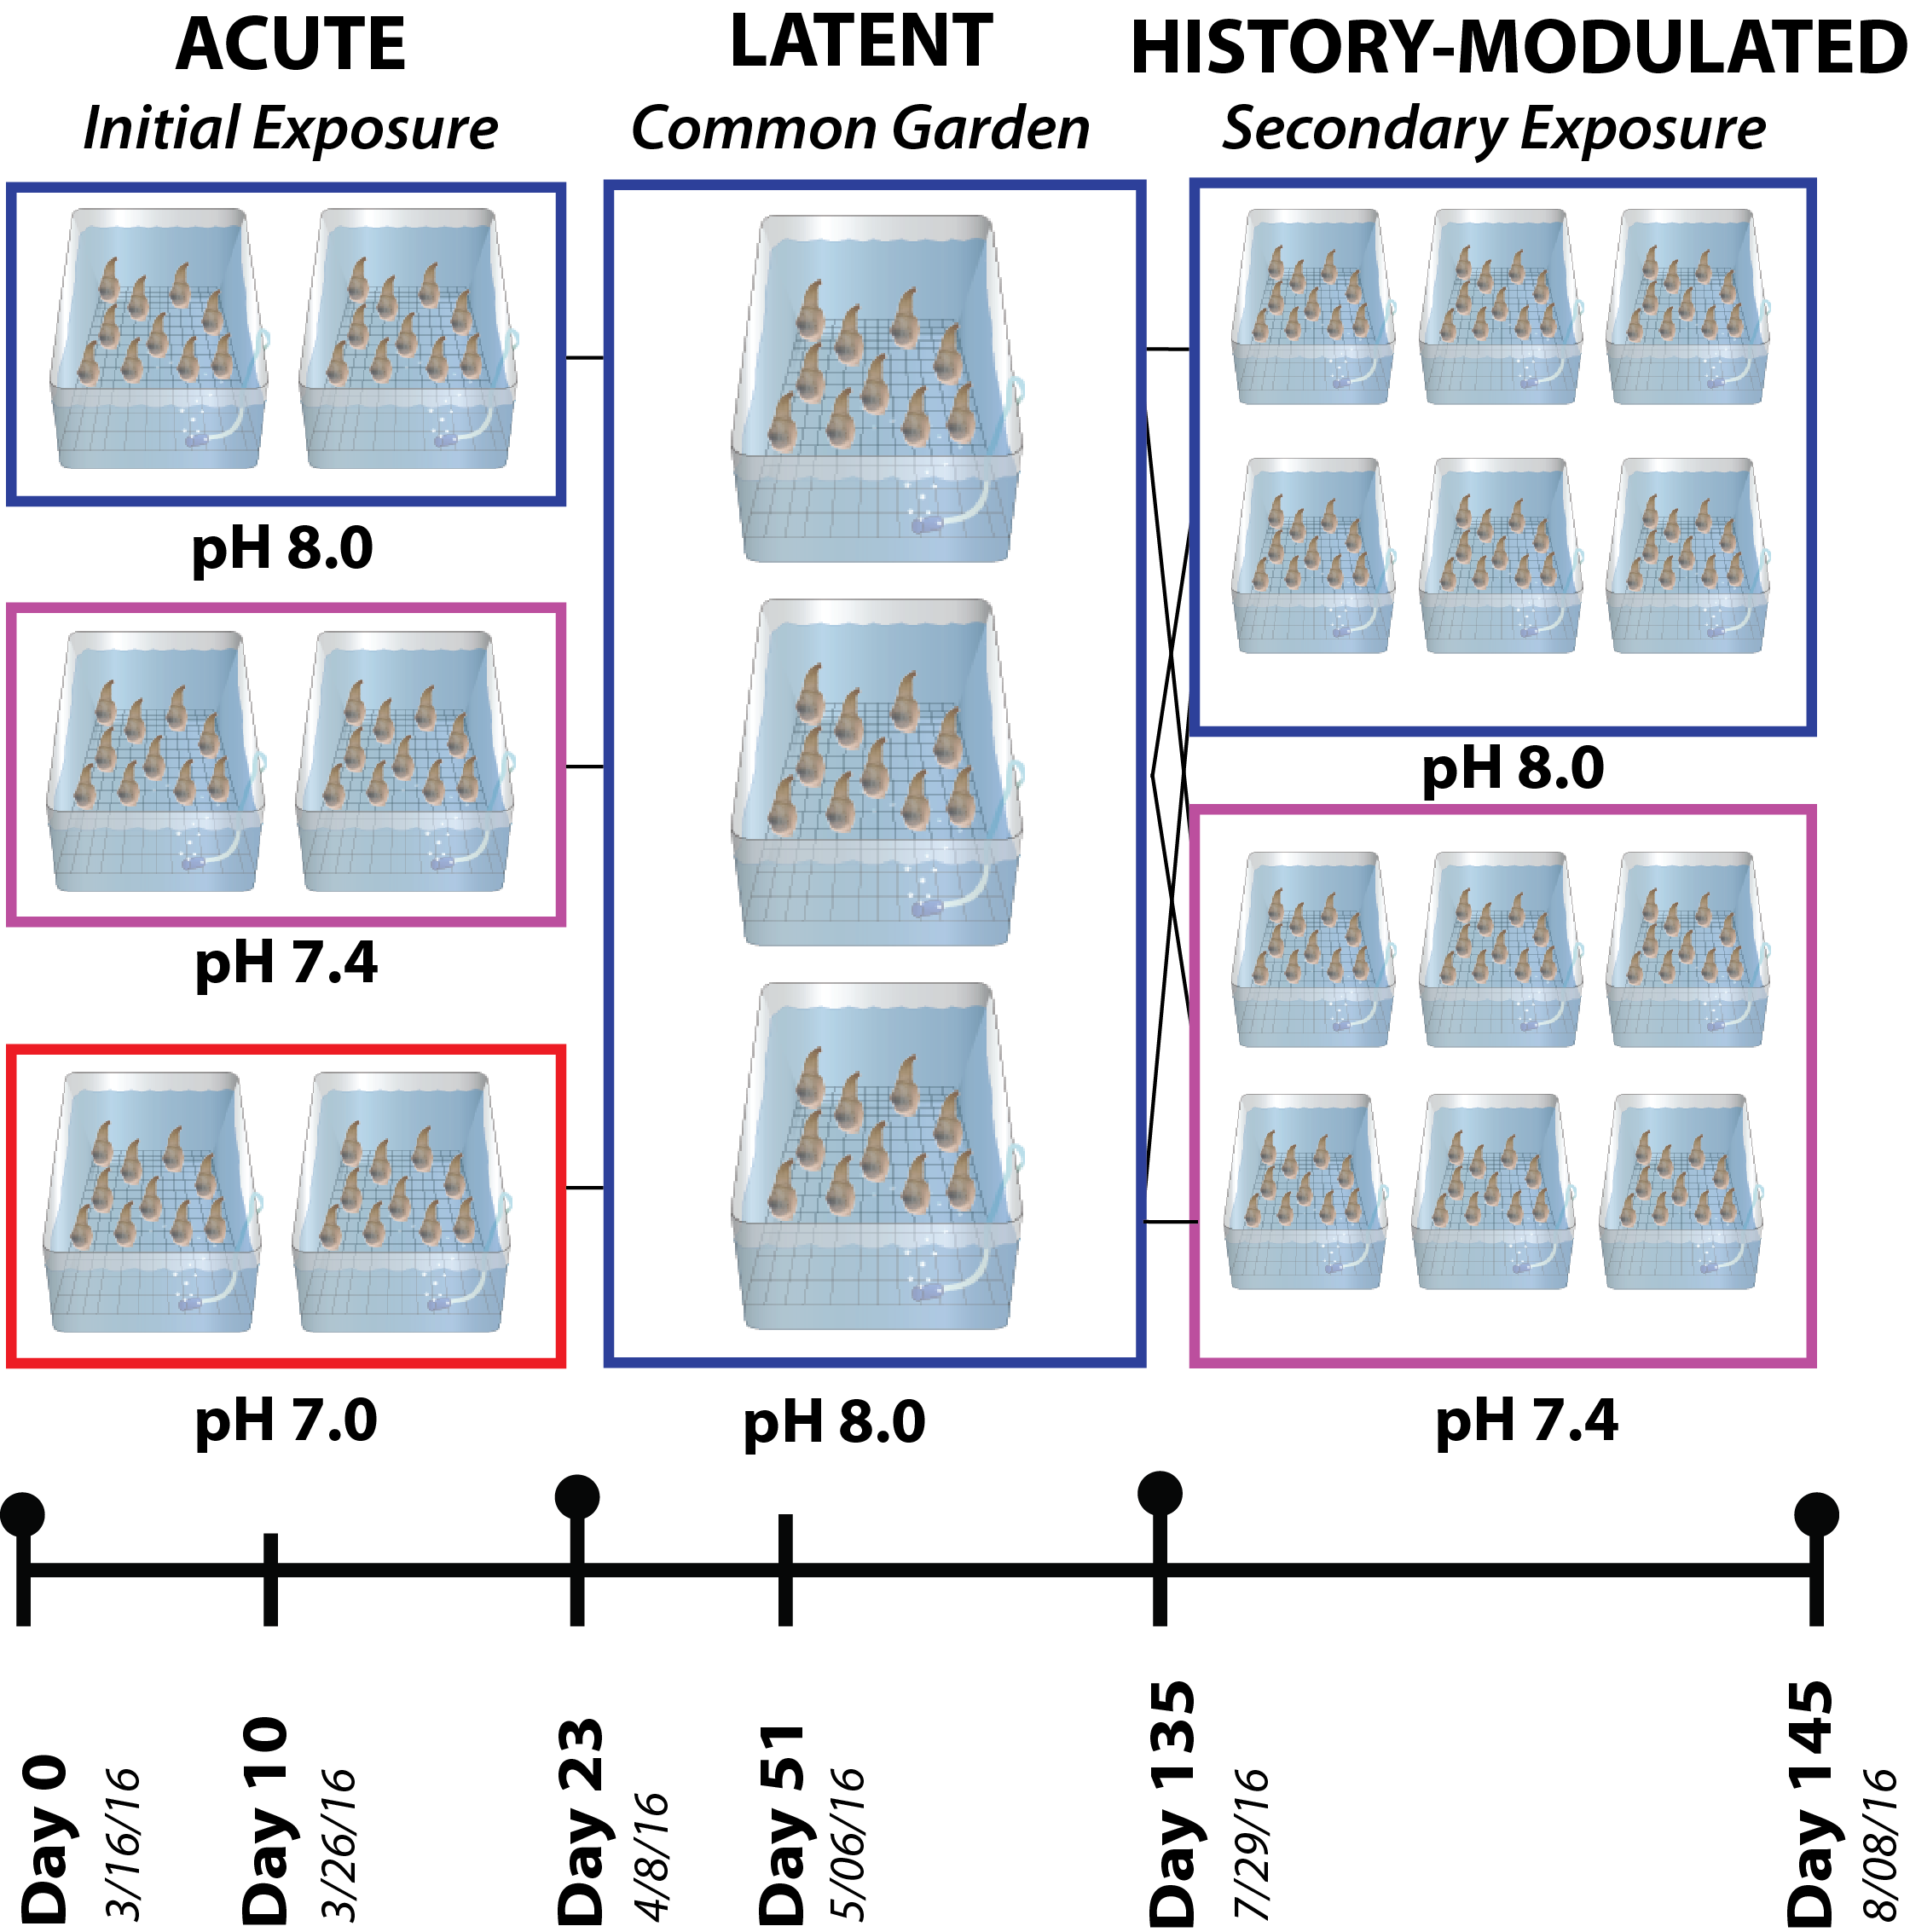 ACUTE
Initial Exposure
LATENT
Common Garden
HISTORY-MODULATED
Secondary Exposure
pH 8.0
pH 7.4
pH 7.0
pH 8.0
pH 8.0
pH 7.4
Day 0
3/16/16
Day 10
3/26/16
Day 23
4/8/16
Day 51
5/06/16
Day 135
7/29/16
Day 145
8/08/16